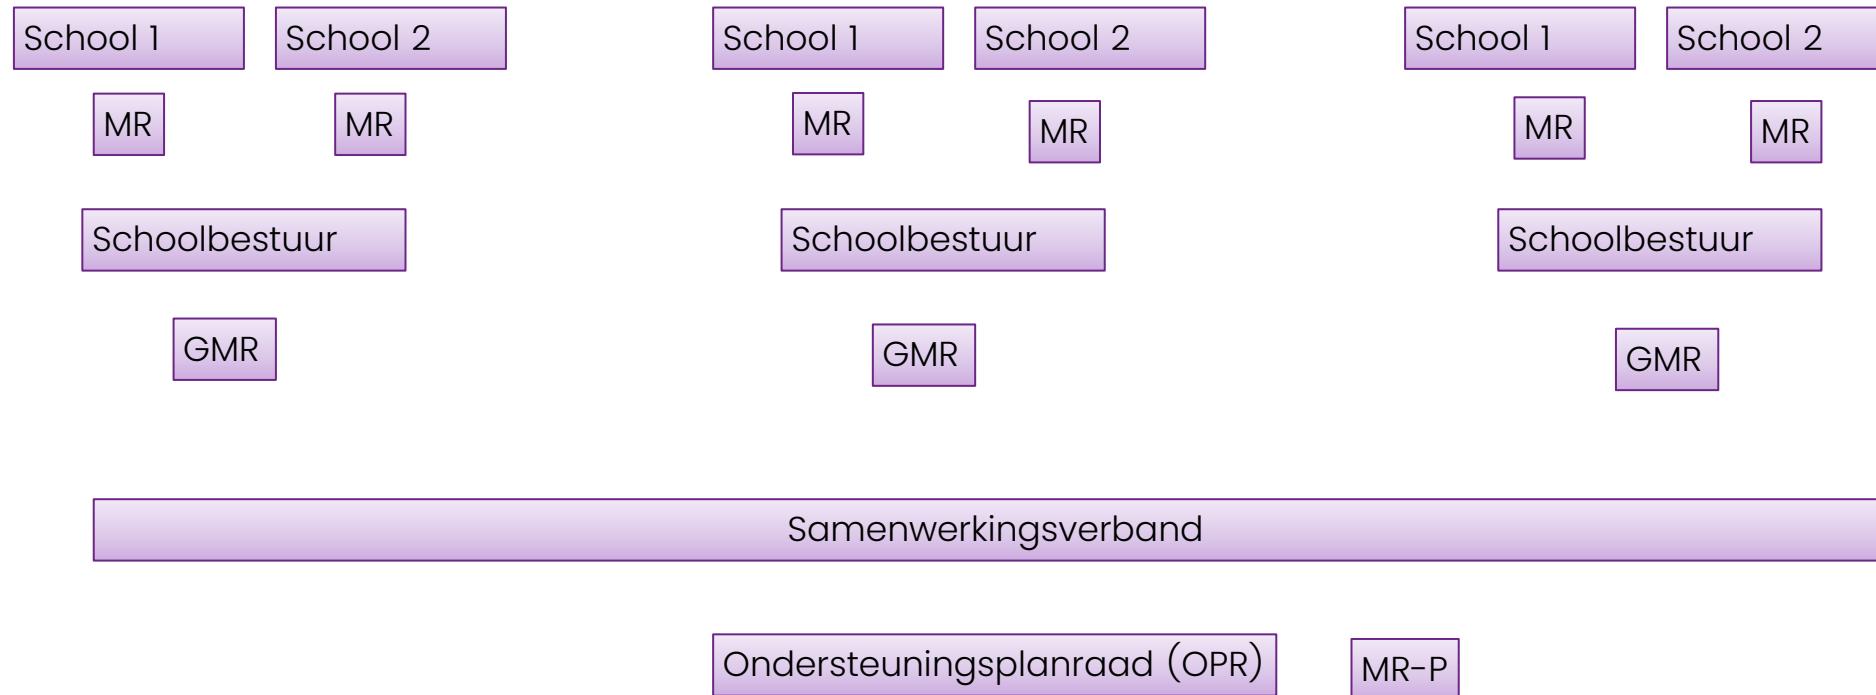 School 1
School 2
School 1
School 2
School 1
School 2
MR
MR
MR
MR
MR
MR
Schoolbestuur
Schoolbestuur
Schoolbestuur
GMR
GMR
GMR
Samenwerkingsverband
Ondersteuningsplanraad (OPR)
MR-P